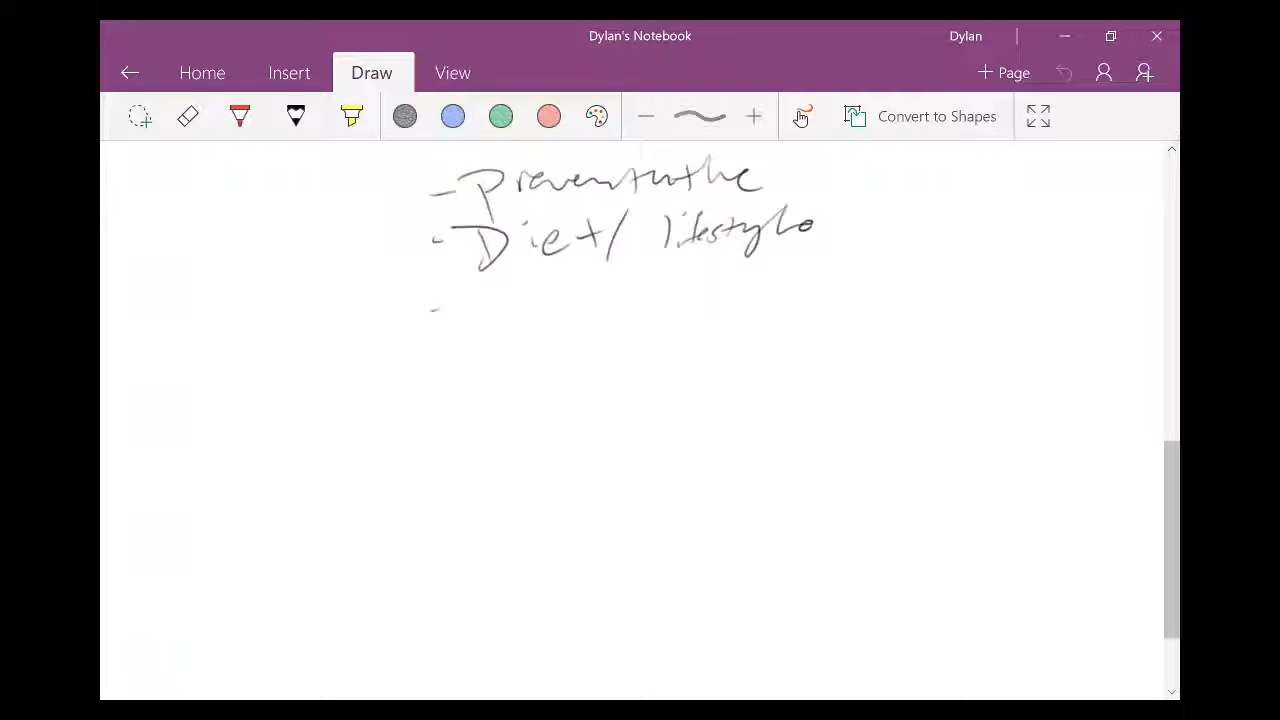 Dylan's Notebook
Dylan
Home Insert Draw View
Page
Convert to Shapes
- Preventative
- Diet/ lifestyle
-